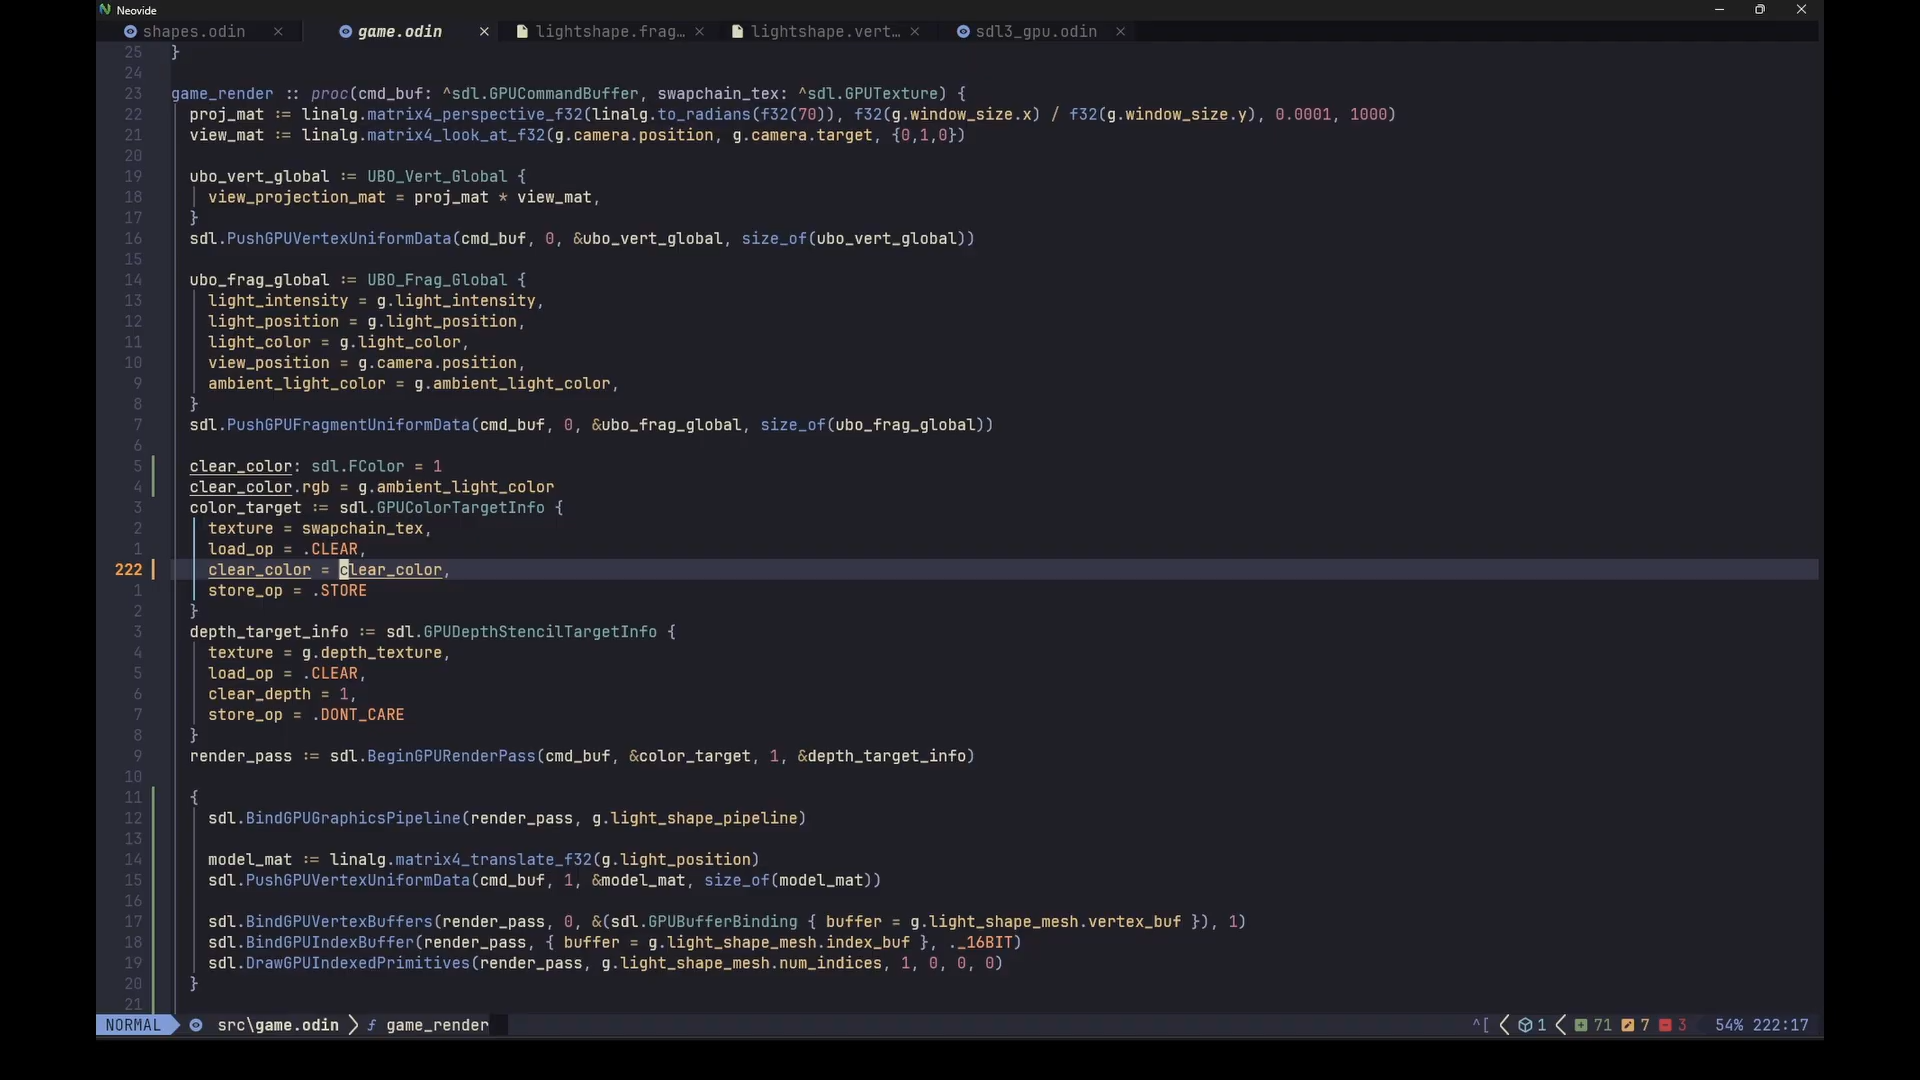 Neovide
shapes.odin × game.odin × lightshape.frag… × lightshape.vert… × sdl3_gpu.odin ×
25 }
24
23 game_render :: proc(cmd_buf: ^sdl.GPUCommandBuffer, swapchain_tex: ^sdl.GPUTexture) {
22 proj_mat := linalg.matrix4_perspective_f32(linalg.to_radians(f32(70)), f32(g.window_size.x) / f32(g.window_size.y), 0.0001, 1000)
21 view_mat := linalg.matrix4_look_at_f32(g.camera.position, g.camera.target, {0,1,0})
20
19 ubo_vert_global := UBO_Vert_Global {
18 view_projection_mat = proj_mat * view_mat,
17 }
16 sdl.PushGPUVertexUniformData(cmd_buf, 0, &ubo_vert_global, size_of(ubo_vert_global))
15
14 ubo_frag_global := UBO_Frag_Global {
13 light_intensity = g.light_intensity,
12 light_position = g.light_position,
11 light_color = g.light_color,
10 view_position = g.camera.position,
9 ambient_light_color = g.ambient_light_color,
8 }
7 sdl.PushGPUFragmentUniformData(cmd_buf, 0, &ubo_frag_global, size_of(ubo_frag_global))
6
5 clear_color: sdl.FColor = 1
4 clear_color.rgb = g.ambient_light_color
3 color_target := sdl.GPUColorTargetInfo {
2 texture = swapchain_tex,
1 load_op = .CLEAR,
222 clear_color = clear_color,
1 store_op = .STORE
2 }
3 depth_target_info := sdl.GPUDepthStencilTargetInfo {
4 texture = g.depth_texture,
5 load_op = .CLEAR,
6 clear_depth = 1,
7 store_op = .DONT_CARE
8 }
9 render_pass := sdl.BeginGPURenderPass(cmd_buf, &color_target, 1, &depth_target_info)
10
11 {
12 sdl.BindGPUGraphicsPipeline(render_pass, g.light_shape_pipeline)
13
14 model_mat := linalg.matrix4_translate_f32(g.light_position)
15 sdl.PushGPUVertexUniformData(cmd_buf, 1, &model_mat, size_of(model_mat))
16
17 sdl.BindGPUVertexBuffers(render_pass, 0, &(sdl.GPUBufferBinding { buffer = g.light_shape_mesh.vertex_buf }), 1)
18 sdl.BindGPUIndexBuffer(render_pass, { buffer = g.light_shape_mesh.index_buf }, ._16BIT)
19 sdl.DrawGPUIndexedPrimitives(render_pass, g.light_shape_mesh.num_indices, 1, 0, 0, 0)
20 }
21
NORMAL src\game.odin ƒ game_render ^[ 1 71 7 3 54% 222:17